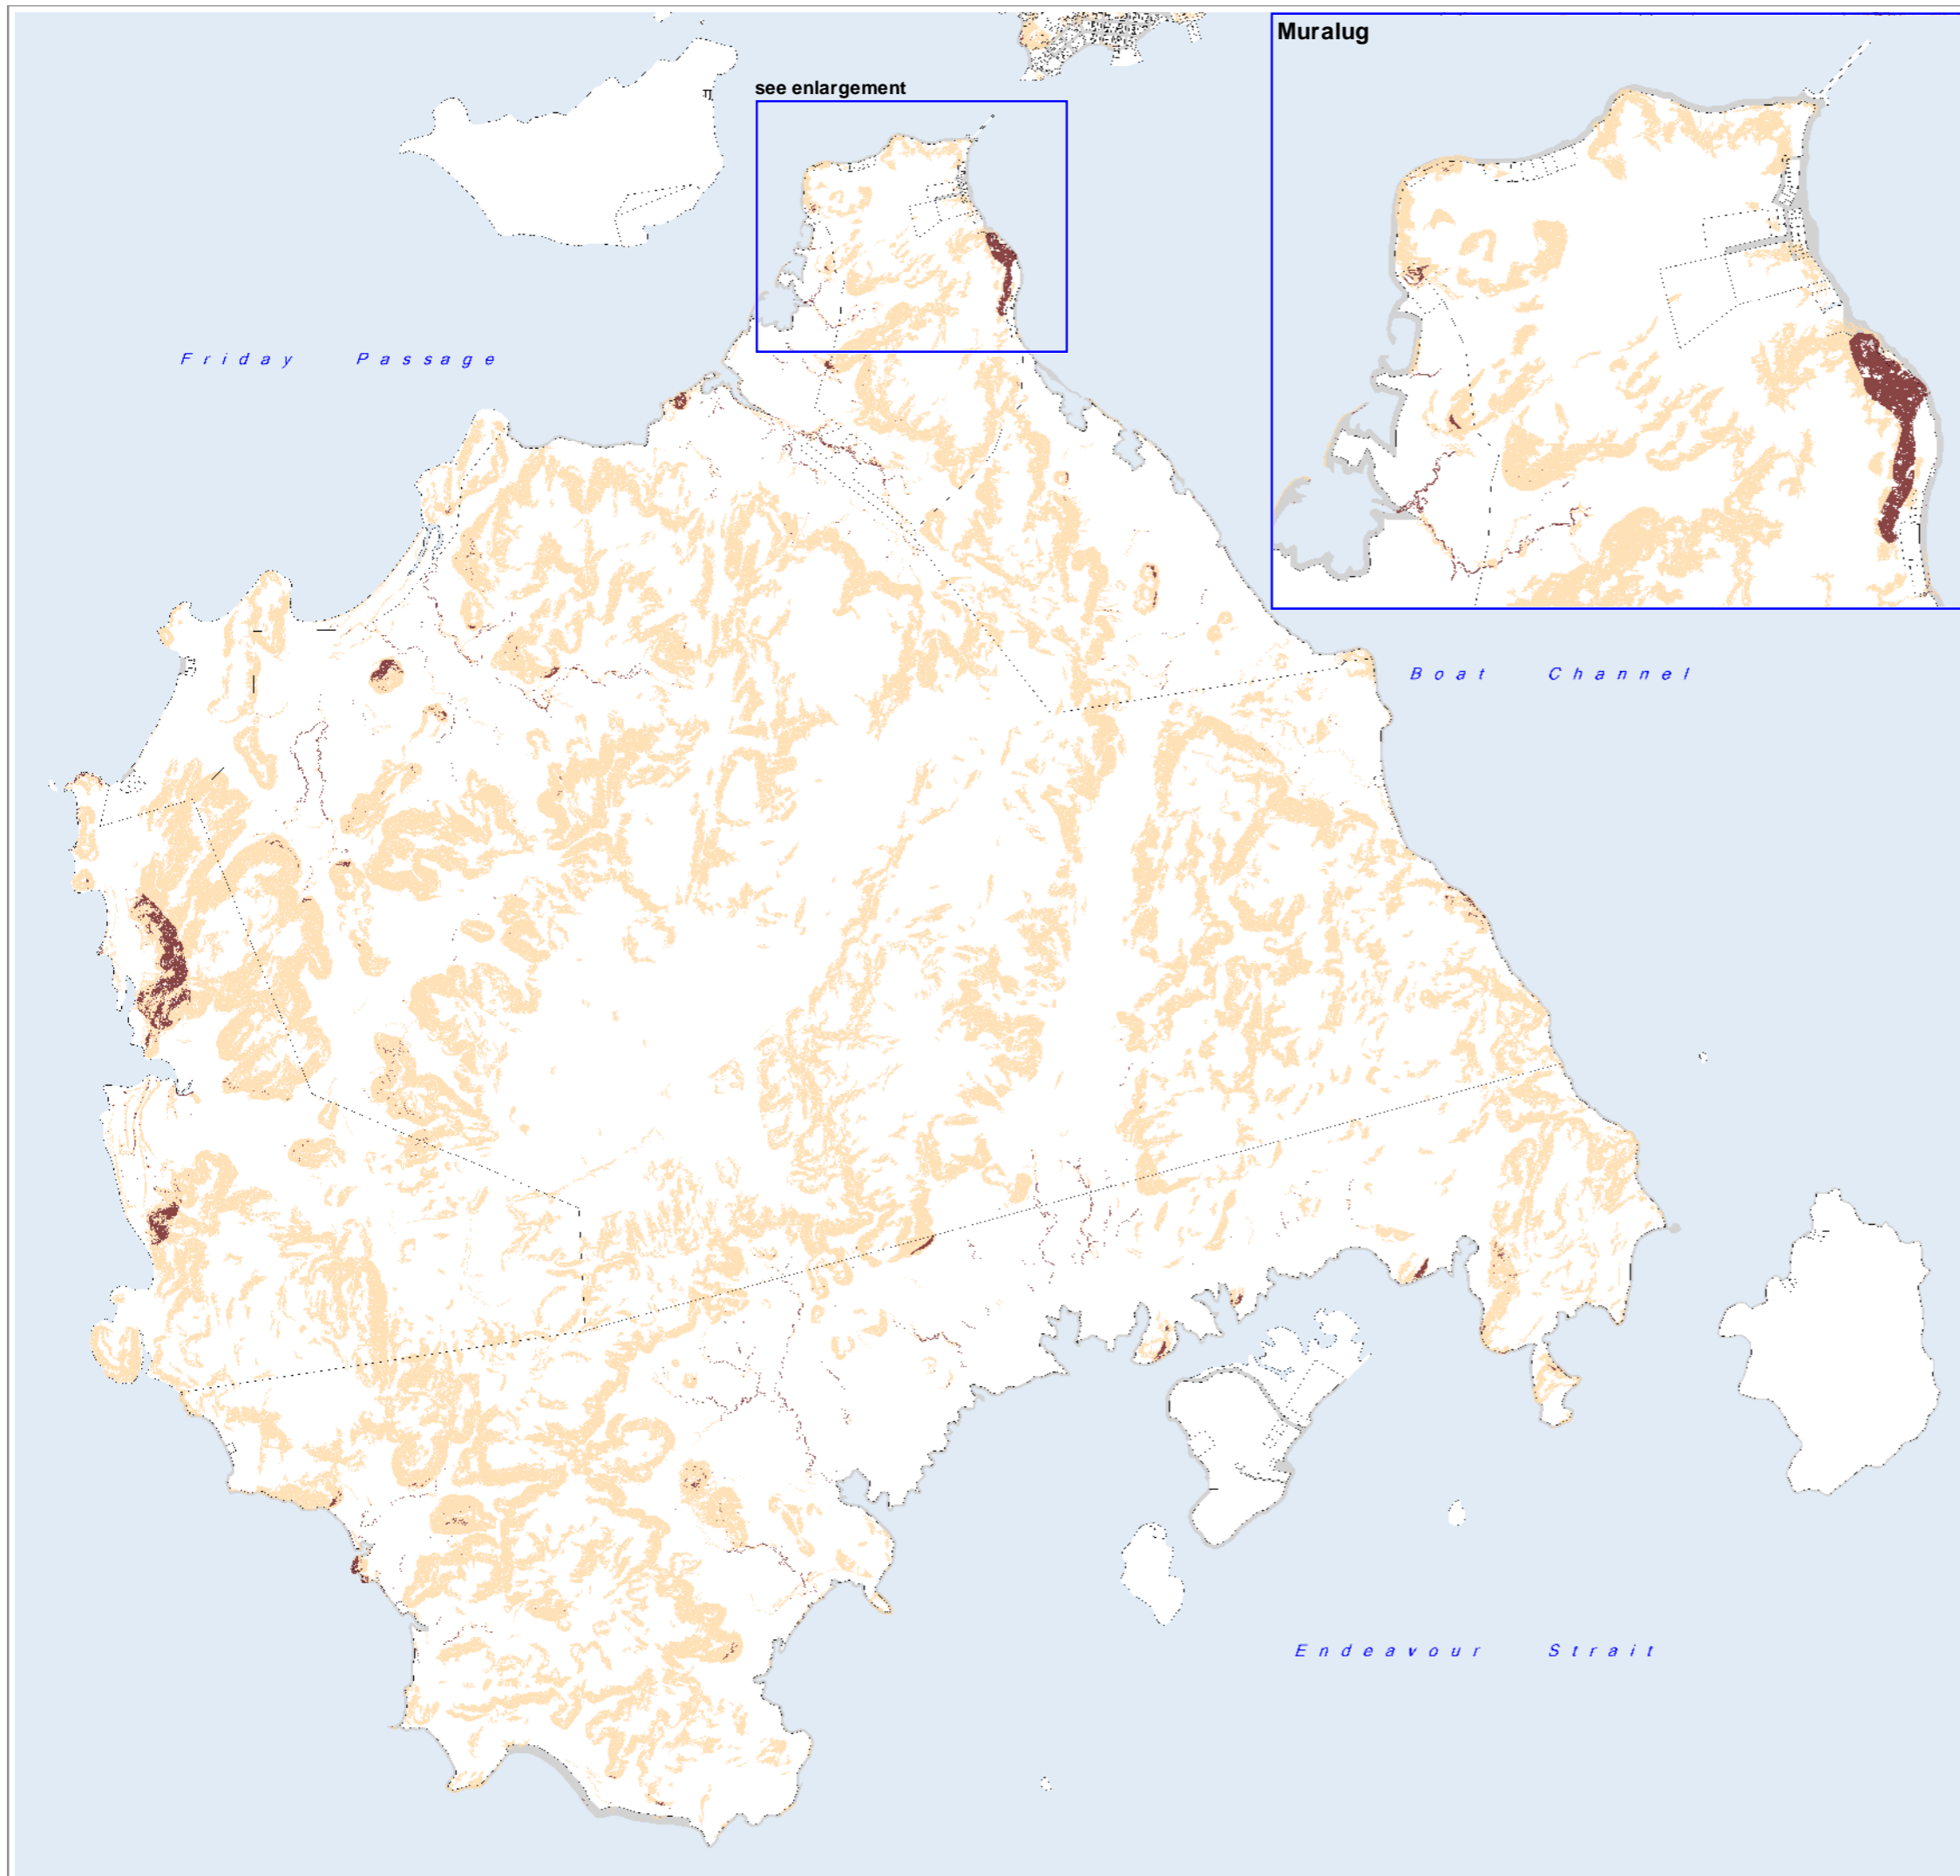 Muralug
see enlargement
Friday Passage
Boat Channel
Endeavour Strait